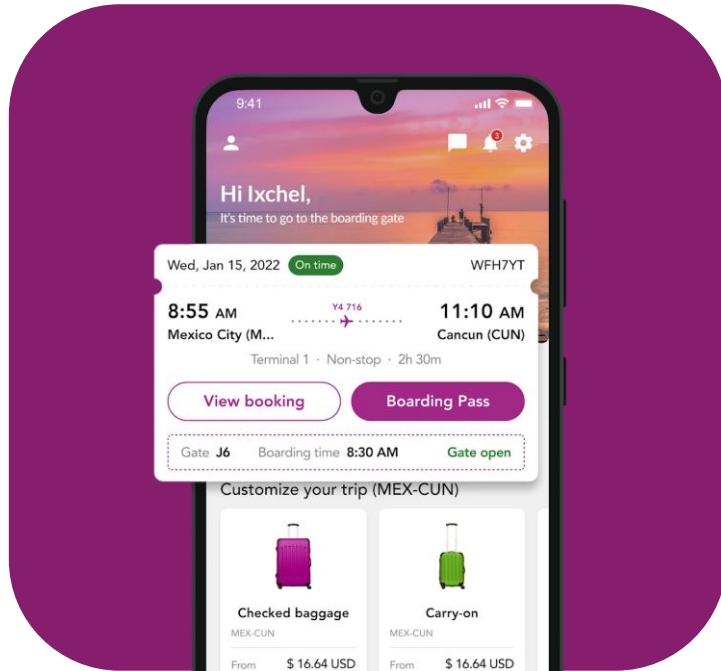 9:41
3
Hi Ixchel,
It's time to go to the boarding gate
Wed, Jan 15, 2022 On time WFH7YT
8:55 AM Y4 716 11:10 AM
Mexico City (M... Cancun (CUN)
Terminal 1 · Non-stop · 2h 30m
View booking Boarding Pass
Gate J6 Boarding time 8:30 AM Gate open
Customize your trip (MEX-CUN)
Checked baggage Carry-on
MEX-CUN MEX-CUN
From $ 16.64 USD From $ 16.64 USD